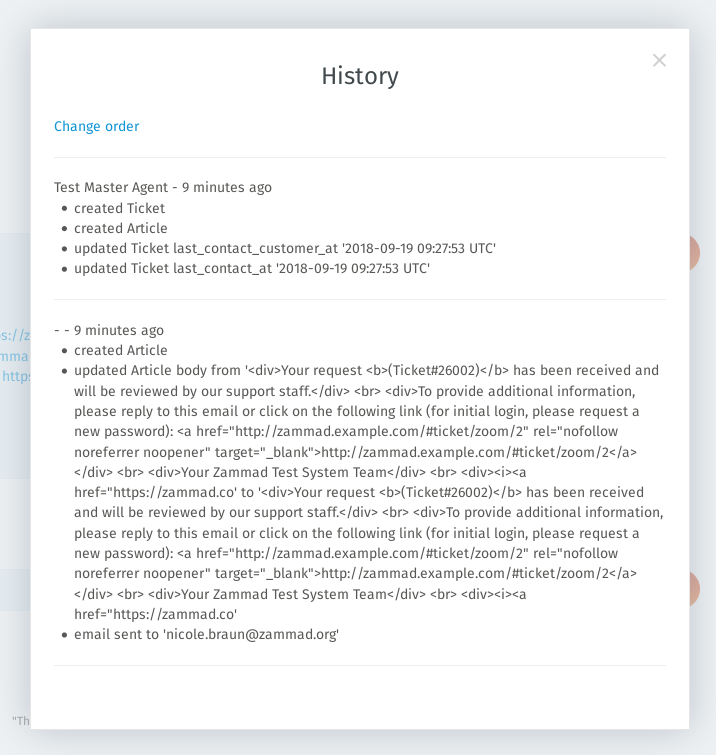 History
Change order
Test Master Agent - 9 minutes ago
created Ticket
created Article
updated Ticket last_contact_customer_at '2018-09-19 09:27:53 UTC'
updated Ticket last_contact_at '2018-09-19 09:27:53 UTC'
- - 9 minutes ago
created Article
updated Article body from '<div>Your request <b>(Ticket#26002)</b> has been received and
will be reviewed by our support staff.</div> <br> <div>To provide additional information,
please reply to this email or click on the following link (for initial login, please request a
new password): <a href="http://zammad.example.com/#ticket/zoom/2" rel="nofollow
noreferrer noopener" target="_blank">http://zammad.example.com/#ticket/zoom/2</a>
</div> <br> <div>Your Zammad Test System Team</div> <br> <div><i><a
href="https://zammad.co' to '<div>Your request <b>(Ticket#26002)</b> has been received
and will be reviewed by our support staff.</div> <br> <div>To provide additional information,
please reply to this email or click on the following link (for initial login, please request a
new password): <a href="http://zammad.example.com/#ticket/zoom/2" rel="nofollow
noreferrer noopener" target="_blank">http://zammad.example.com/#ticket/zoom/2</a>
</div> <br> <div>Your Zammad Test System Team</div> <br> <div><i><a
href="https://zammad.co'
email sent to 'nicole.braun@zammad.org'
https
"Th